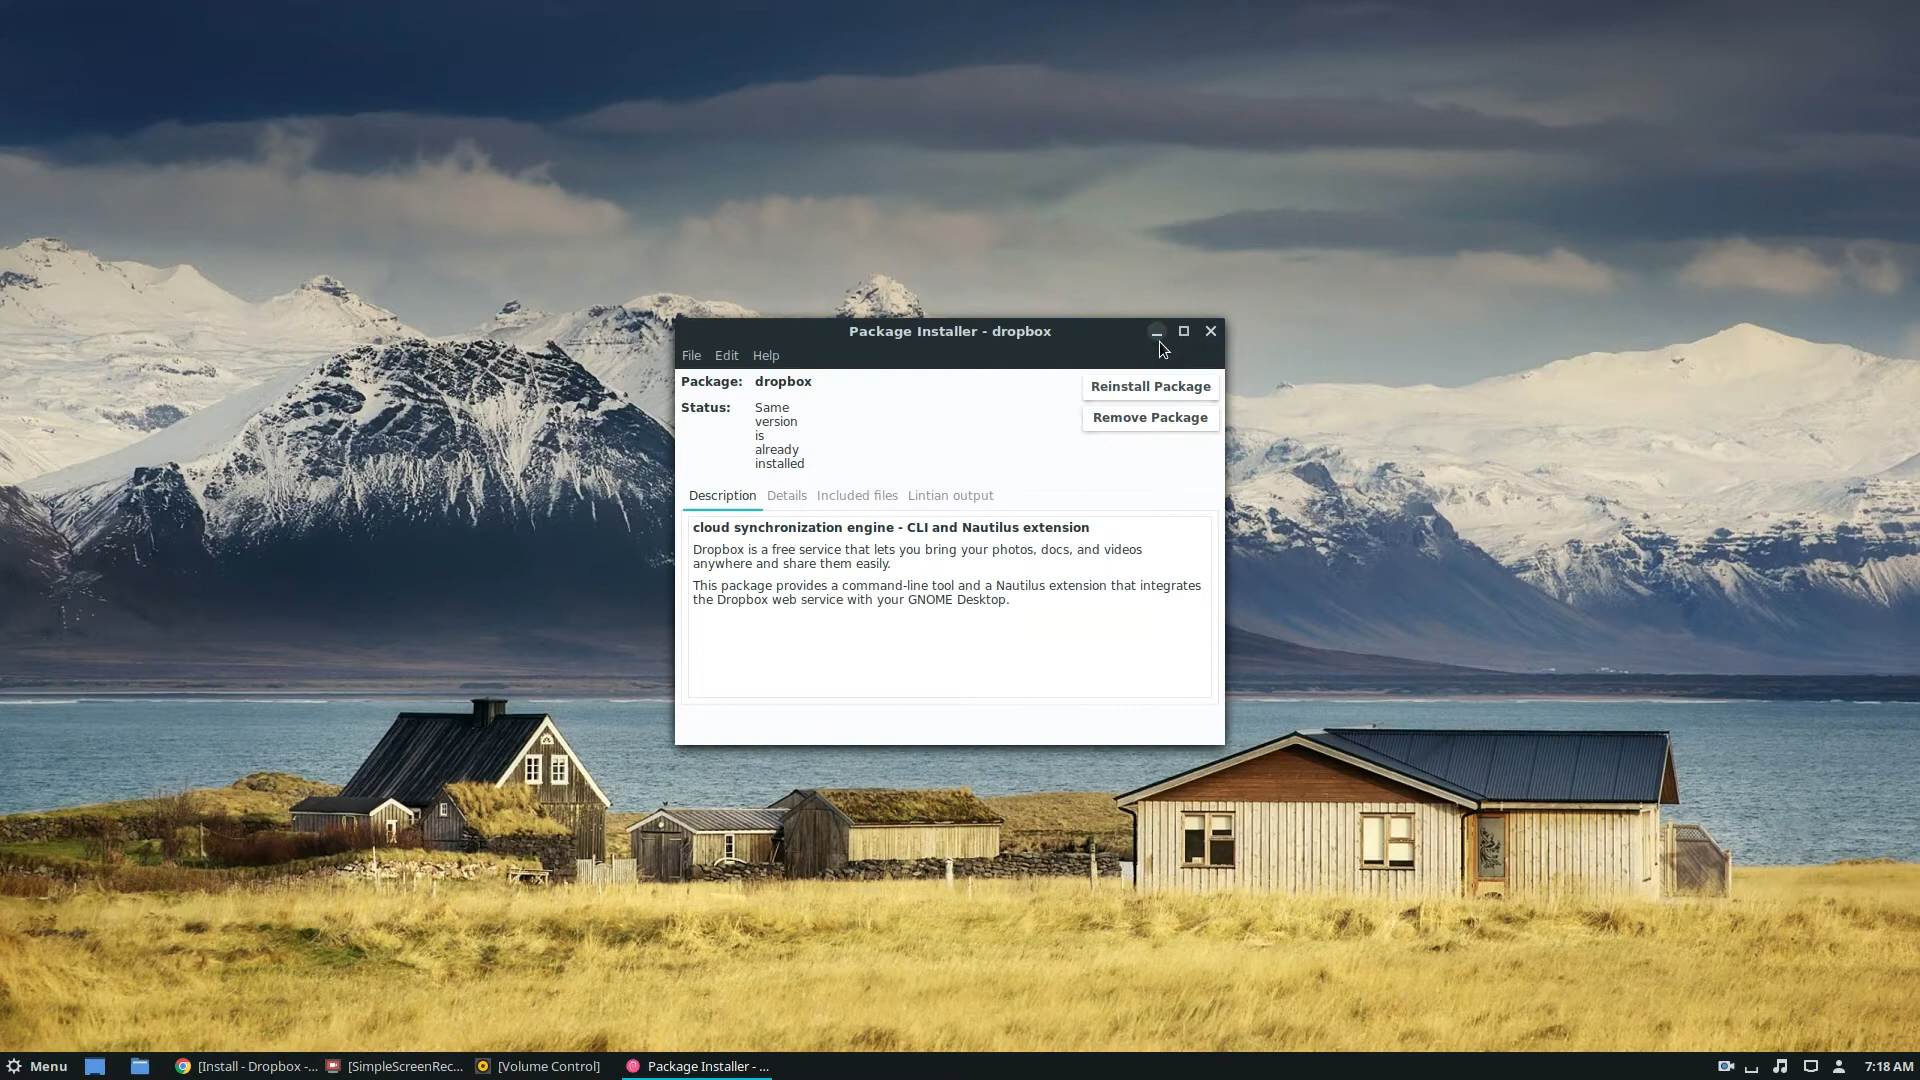 Package Installer - dropbox
File Edit Help
Package: dropbox
Reinstall Package
Status: Same
version
is
already
installed
Remove Package
Description Details Included files Lintian output
cloud synchronization engine - CLI and Nautilus extension
Dropbox is a free service that lets you bring your photos, docs, and videos
anywhere and share them easily.
This package provides a command-line tool and a Nautilus extension that integrates
the Dropbox web service with your GNOME Desktop.
Menu [Install - Dropbox -... [SimpleScreenRec... [Volume Control] Package Installer - ... 7:18 AM